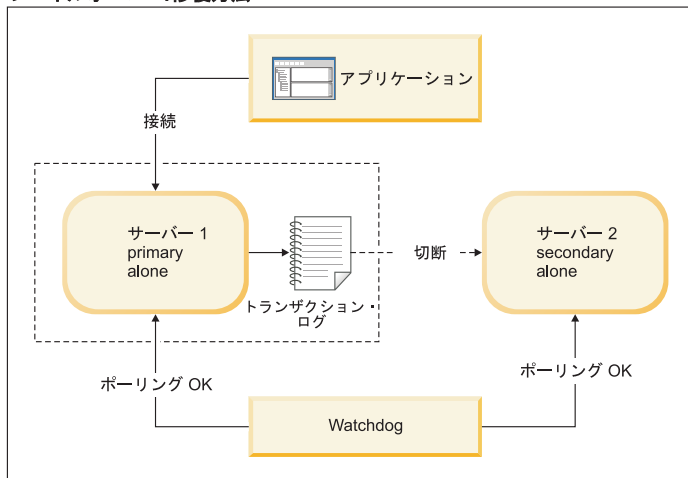 アプリケーション
接続
サーバー 1
primary
alone
トランザクション・
ログ
切断
サーバー 2
secondary
alone
ポーリング OK
ポーリング OK
Watchdog